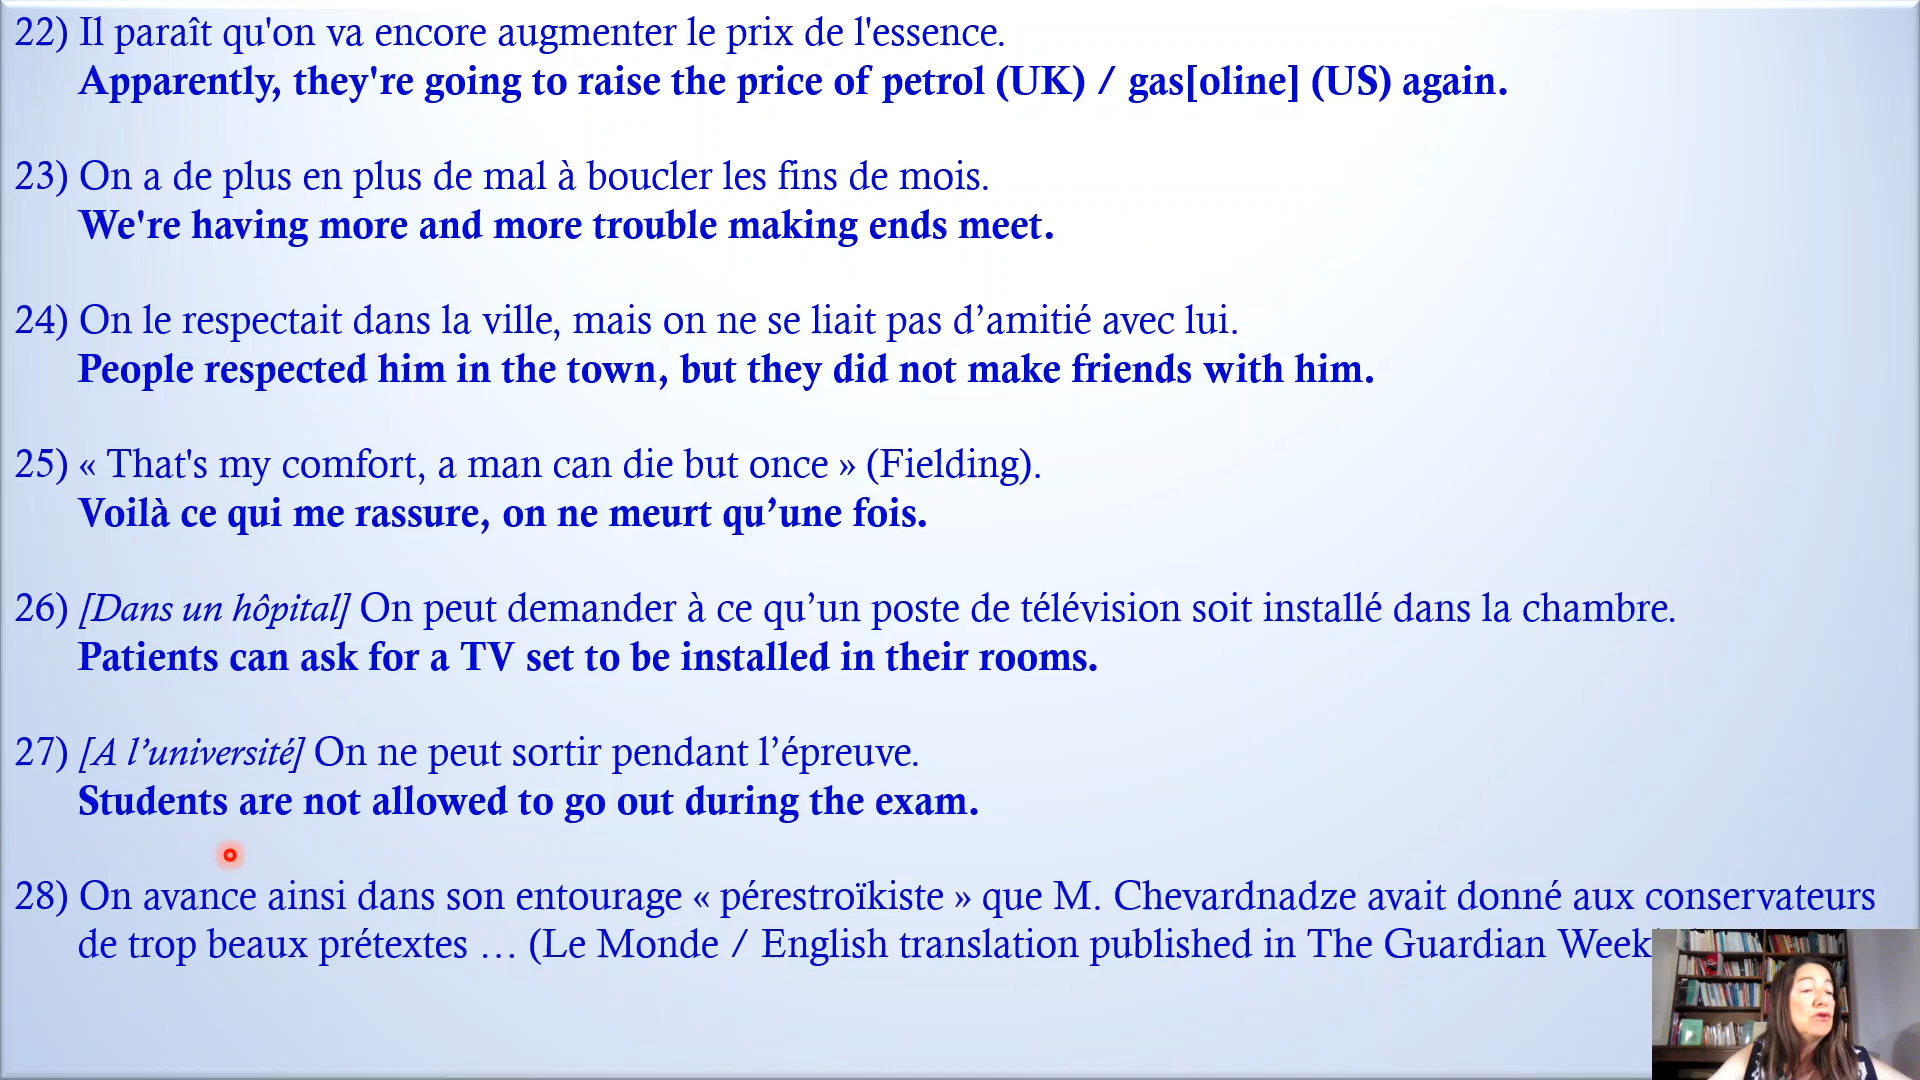 22) Il paraît qu'on va encore augmenter le prix de l'essence.
Apparently, they're going to raise the price of petrol (UK) / gas[oline] (US) again.
23) On a de plus en plus de mal à boucler les fins de mois.
We're having more and more trouble making ends meet.
24) On le respectait dans la ville, mais on ne se liait pas d’amitié avec lui.
People respected him in the town, but they did not make friends with him.
25) « That's my comfort, a man can die but once » (Fielding).
Voilà ce qui me rassure, on ne meurt qu’une fois.
26) [Dans un hôpital] On peut demander à ce qu’un poste de télévision soit installé dans la chambre.
Patients can ask for a TV set to be installed in their rooms.
27) [A l’université] On ne peut sortir pendant l’épreuve.
Students are not allowed to go out during the exam.
28) On avance ainsi dans son entourage « pérestroïkiste » que M. Chevardnadze avait donné aux conservateurs
de trop beaux prétextes … (Le Monde / English translation published in The Guardian